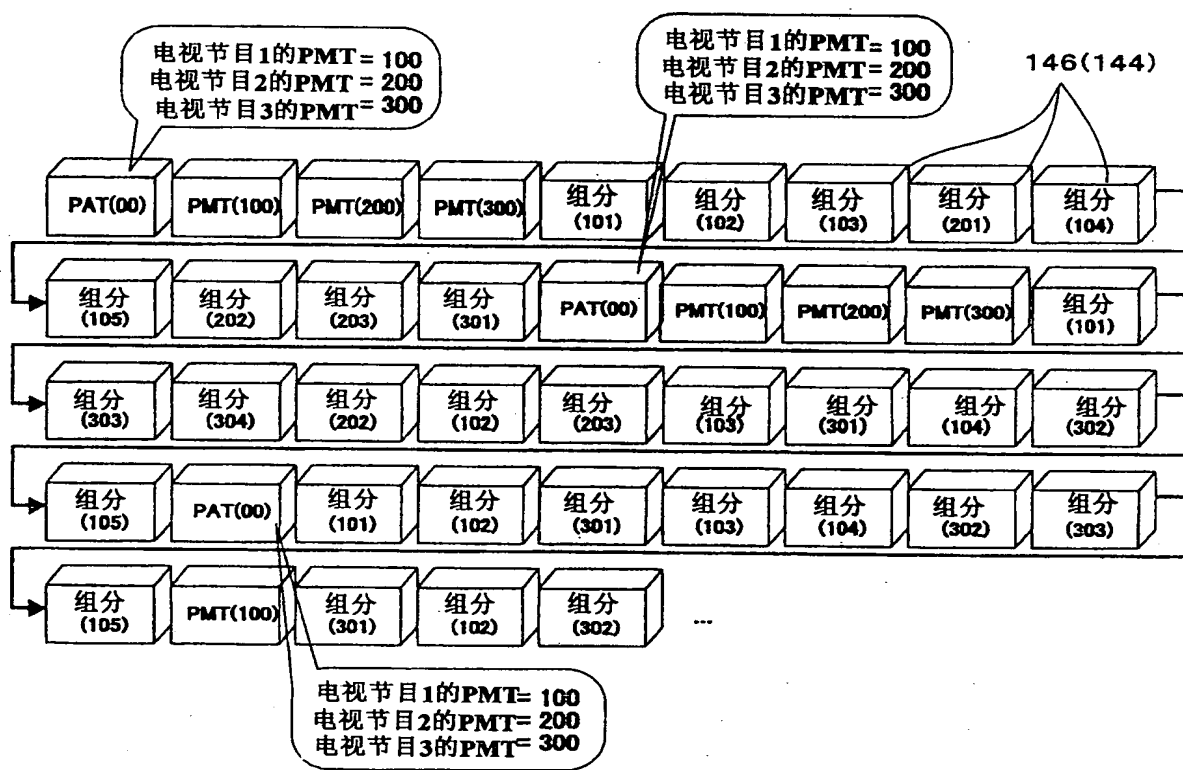 电视节目1的PMT= 100
电视节目2的PMT = 200
电视节目3的PMT= 300
电视节目1的PMT= 100
电视节目2的PMT= 200
电视节目3的PMT= 300
146(144)
PAT(00)
PMT(100)
PMT(200)
PMT(300)
组分
(101)
组分
(102)
组分
(103)
组分
(201)
组分
(104)
组分
(105)
组分
(202)
组分
(203)
组分
(301)
PAT(00)
PMT(100)
PMT(200)
PMT(300)
组分
(101)
组分
(303)
组分
(304)
组分
(202)
组分
(102)
组分
(203)
组分
(103)
组分
(301)
组分
(104)
组分
(302)
组分
(105)
PAT(00)
组分
(101)
组分
(102)
组分
(301)
组分
(103)
组分
(104)
组分
(302)
组分
(303)
组分
(105)
PMT(100)
组分
(301)
组分
(102)
组分
(302)
...
电视节目1的PMT= 100
电视节目2的PMT= 200
电视节目3的PMT= 300